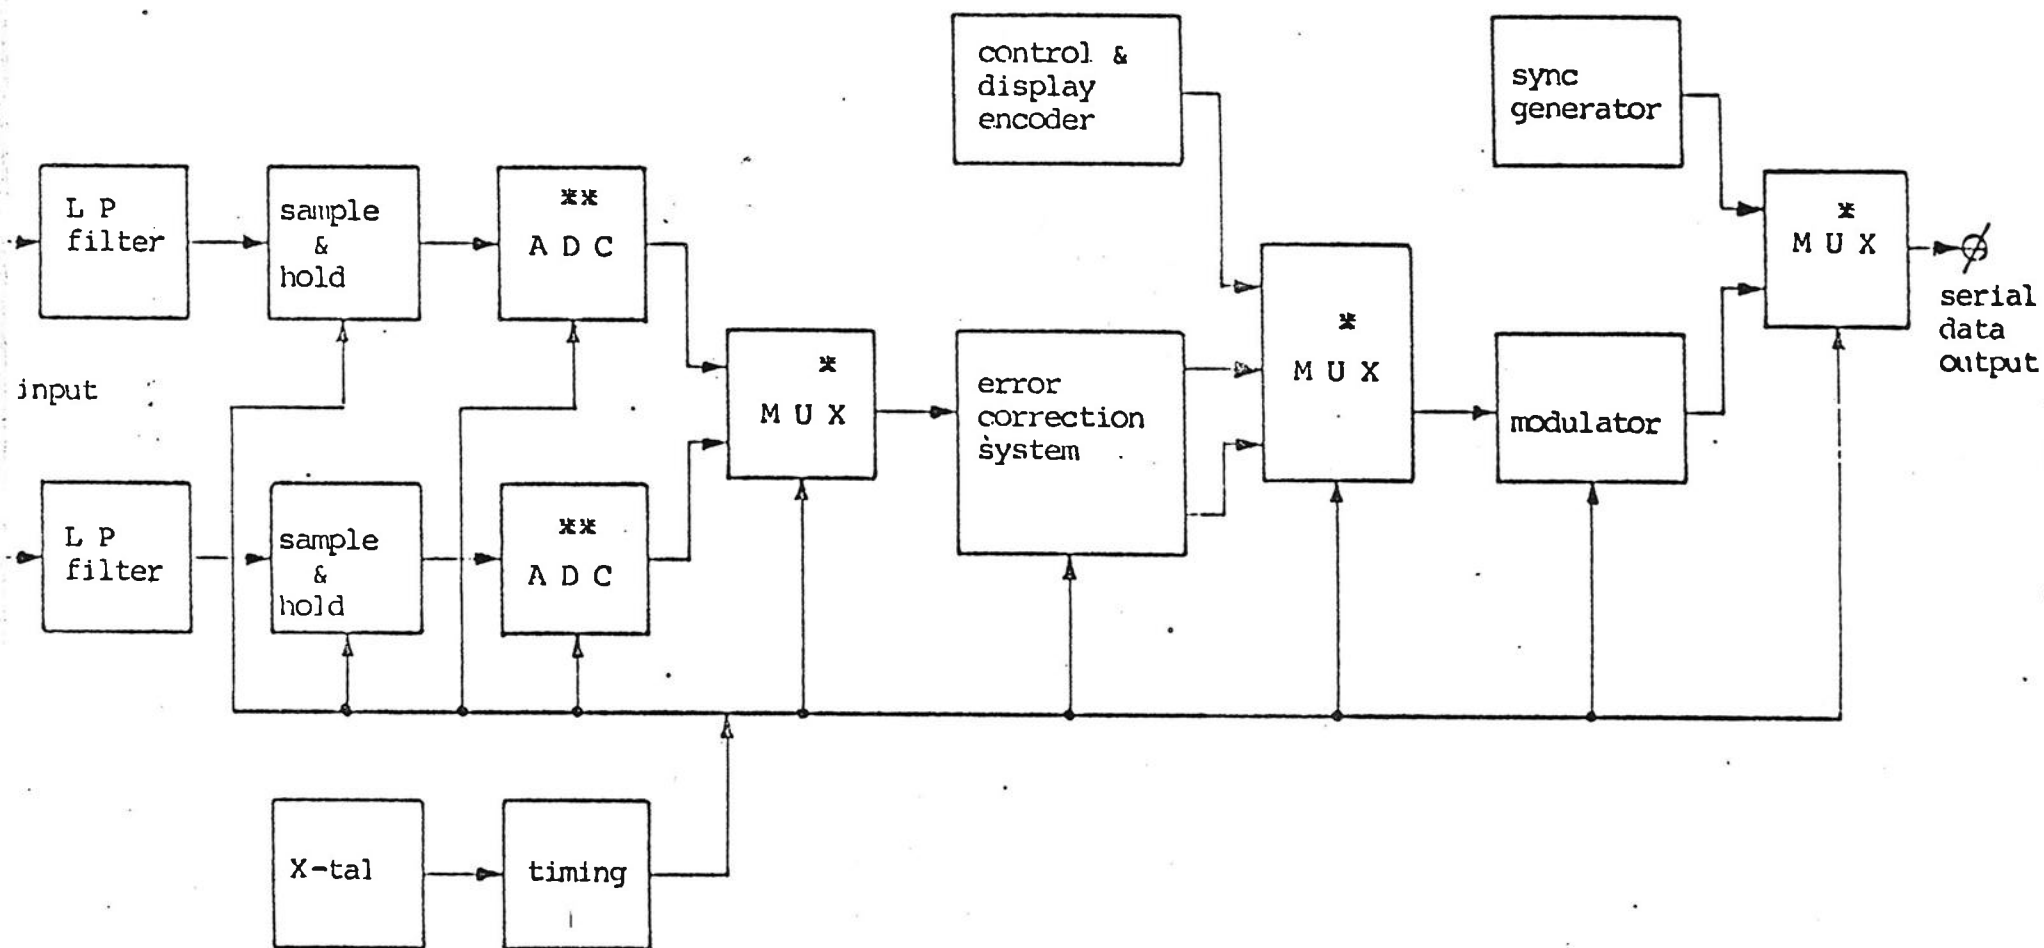 control &
display
encoder
sync
generator
L P
filter
sample
&
hold
**
A D C
*
M U X
serial
data
output
input
*
M U X
error
correction
system
*
M U X
modulator
L P
filter
sample
&
hold
**
A D C
X-tal
timing